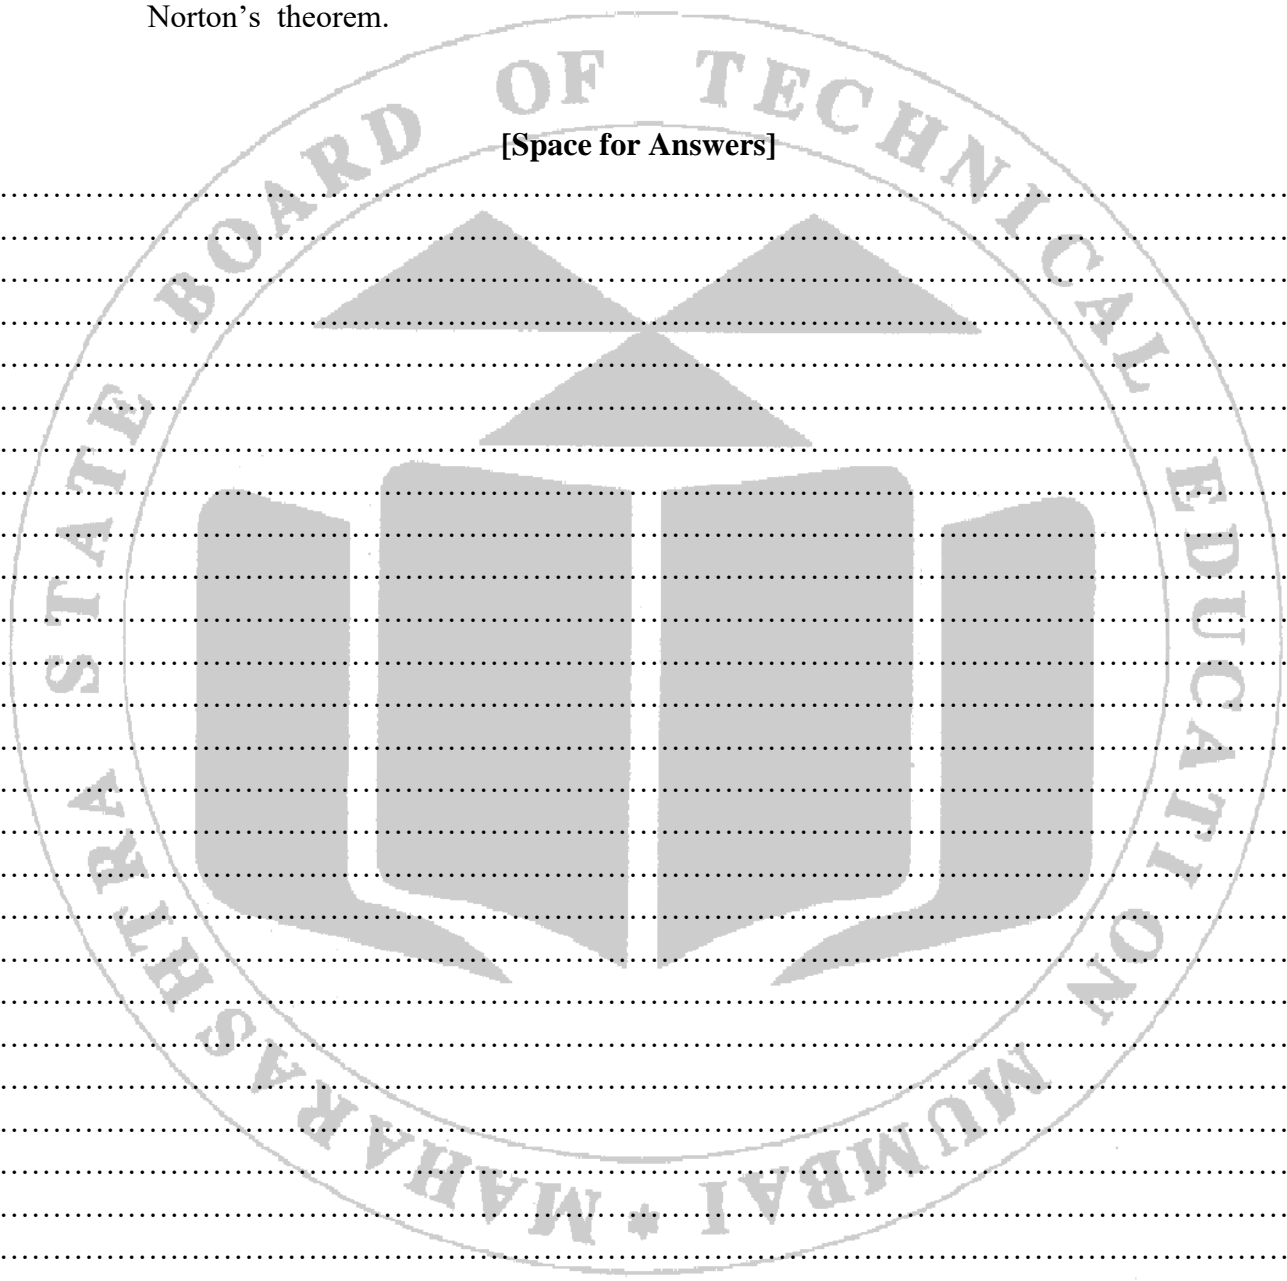 Norton's theorem.
[Space for Answers]
MAHARASHTRA STATE BOARD OF TECHNICAL EDUCATION MUMBAI *